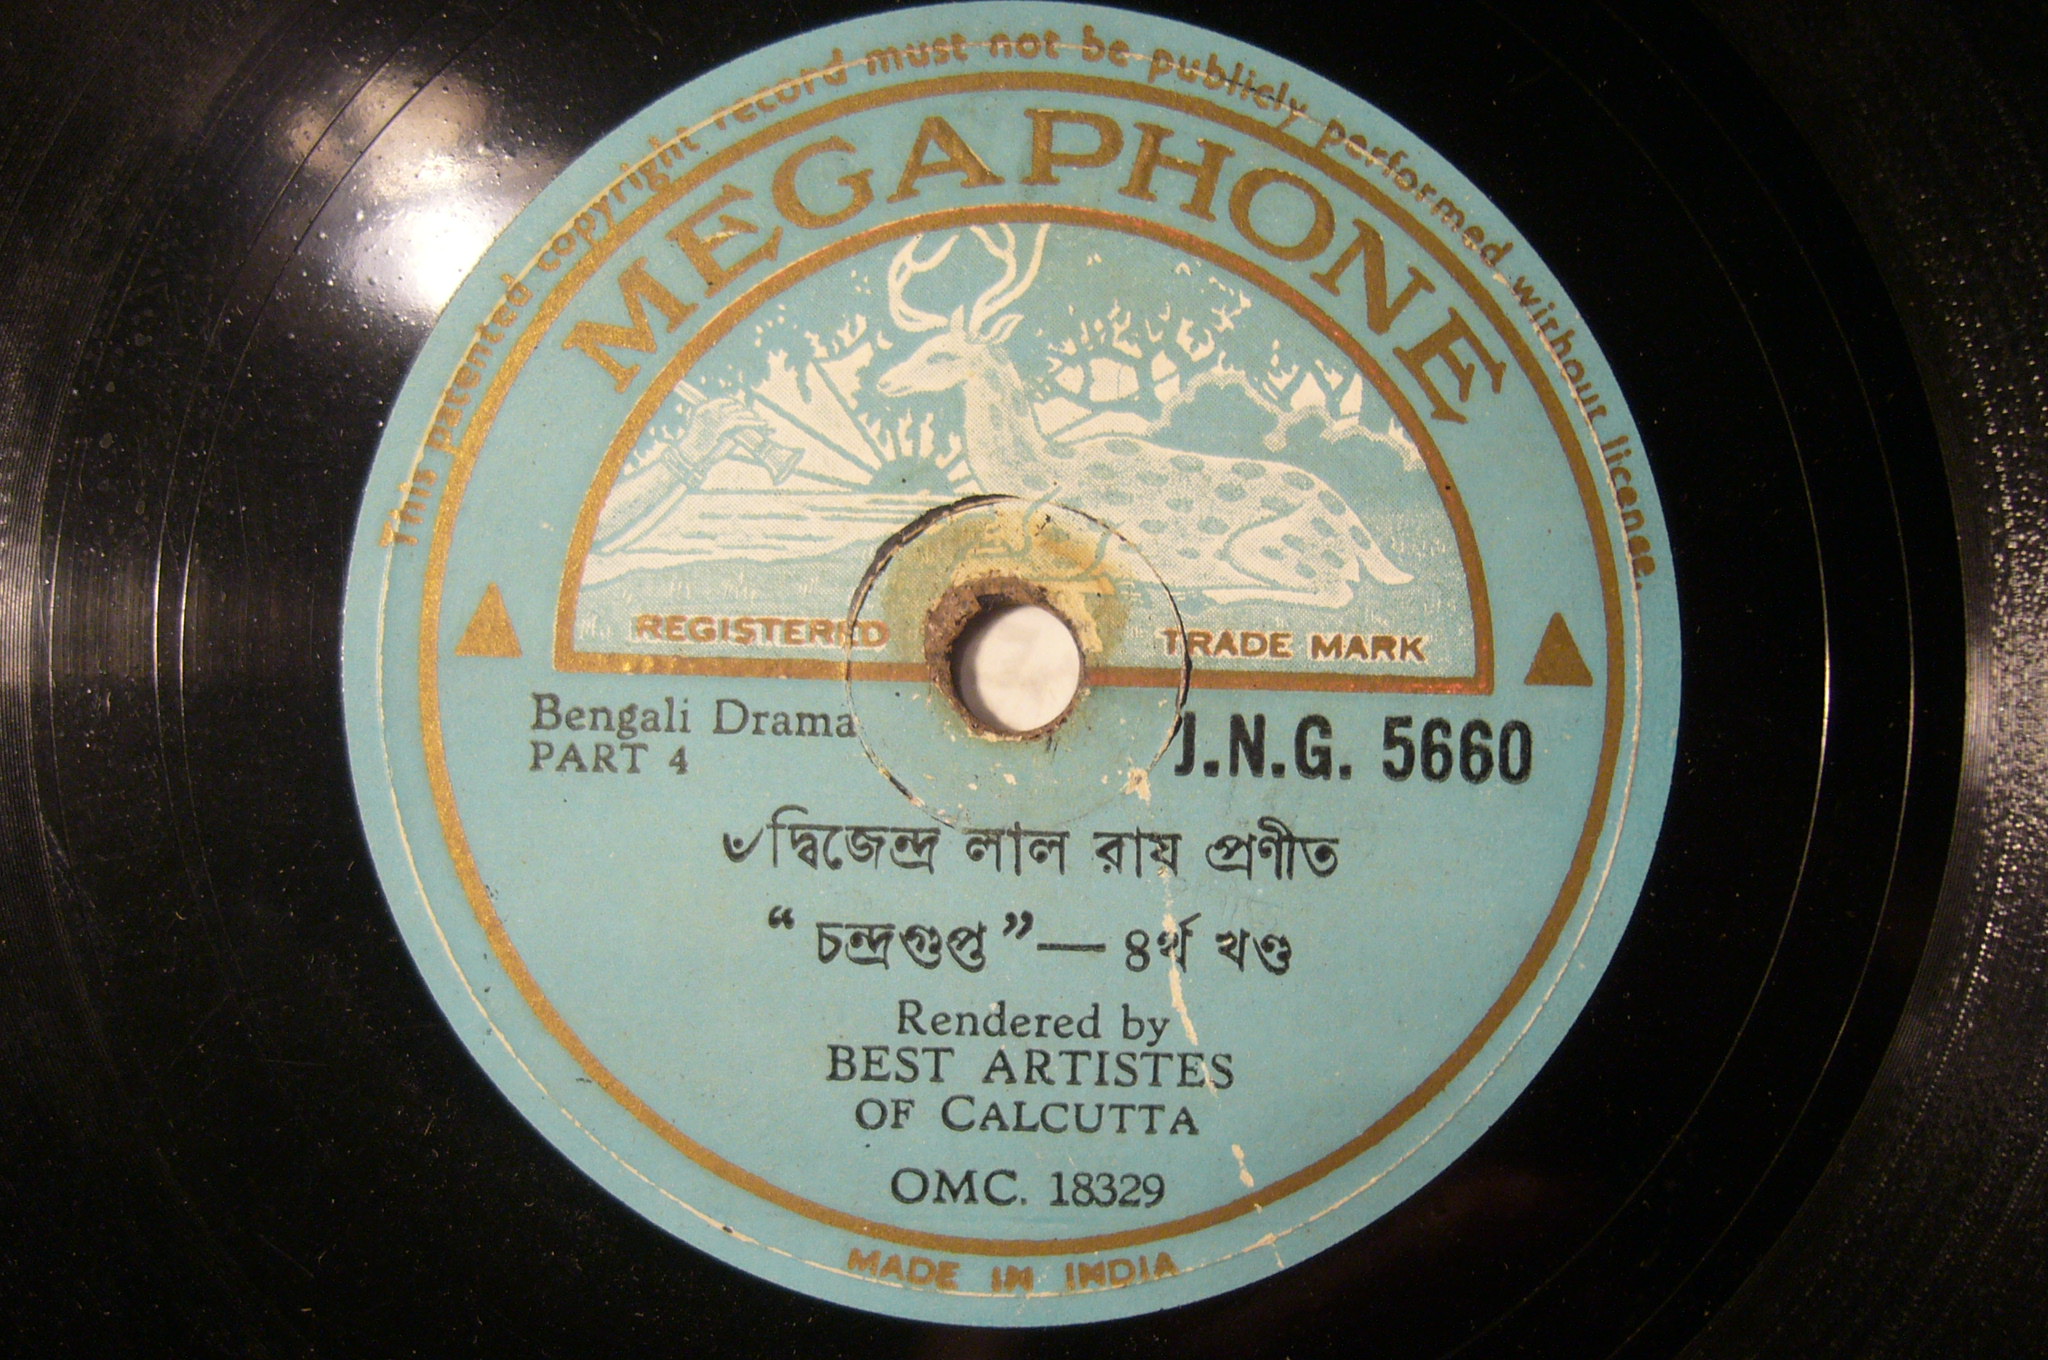 This patented copyright record must not be publicly performed without license.
MEGAPHONE
REGISTERED TRADE MARK
Bengali Drama
PART 4
J.N.G. 5660
৺দ্বিজেন্দ্র লাল রায় প্রণীত
“চন্দ্রগুপ্ত”— ৪র্থ খণ্ড
Rendered by
BEST ARTISTES
OF CALCUTTA
OMC. 18329
MADE IN INDIA